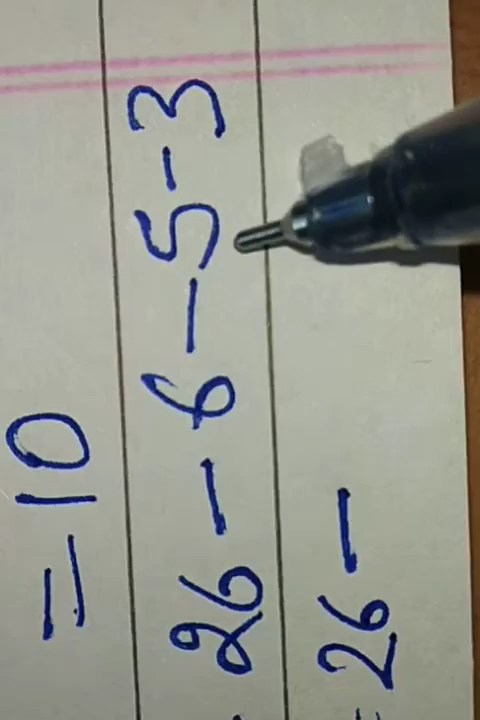 = 10
26 - 6 - 5 - 3
= 26 -